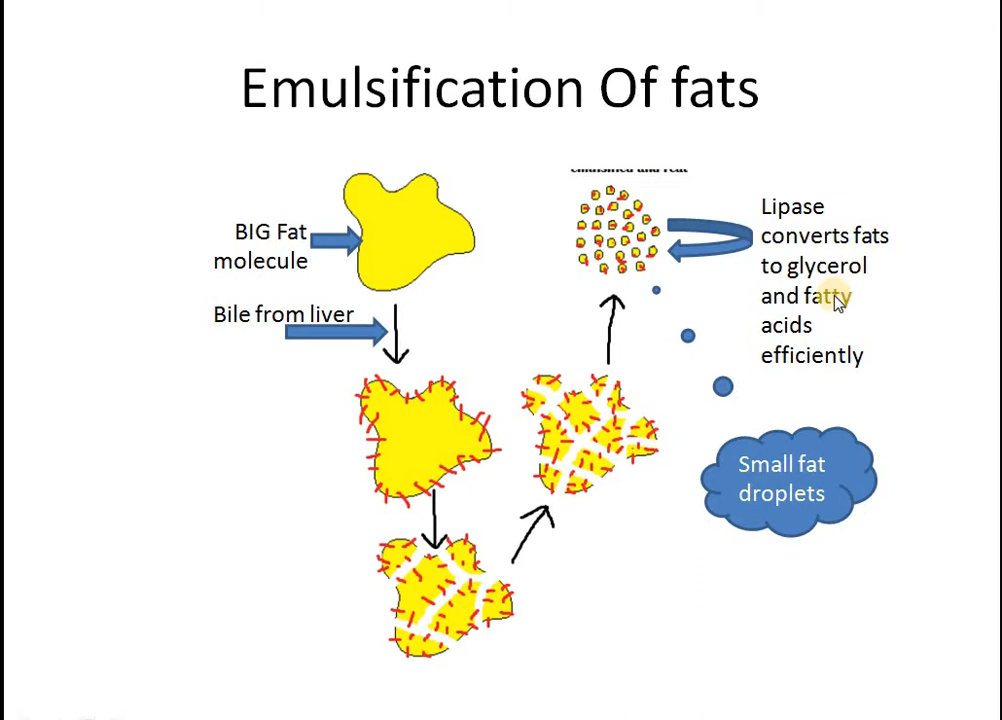 Emulsification Of fats
BIG Fat
molecule
Bile from liver
Lipase
converts fats
to glycerol
and fatty
acids
efficiently
Small fat
droplets